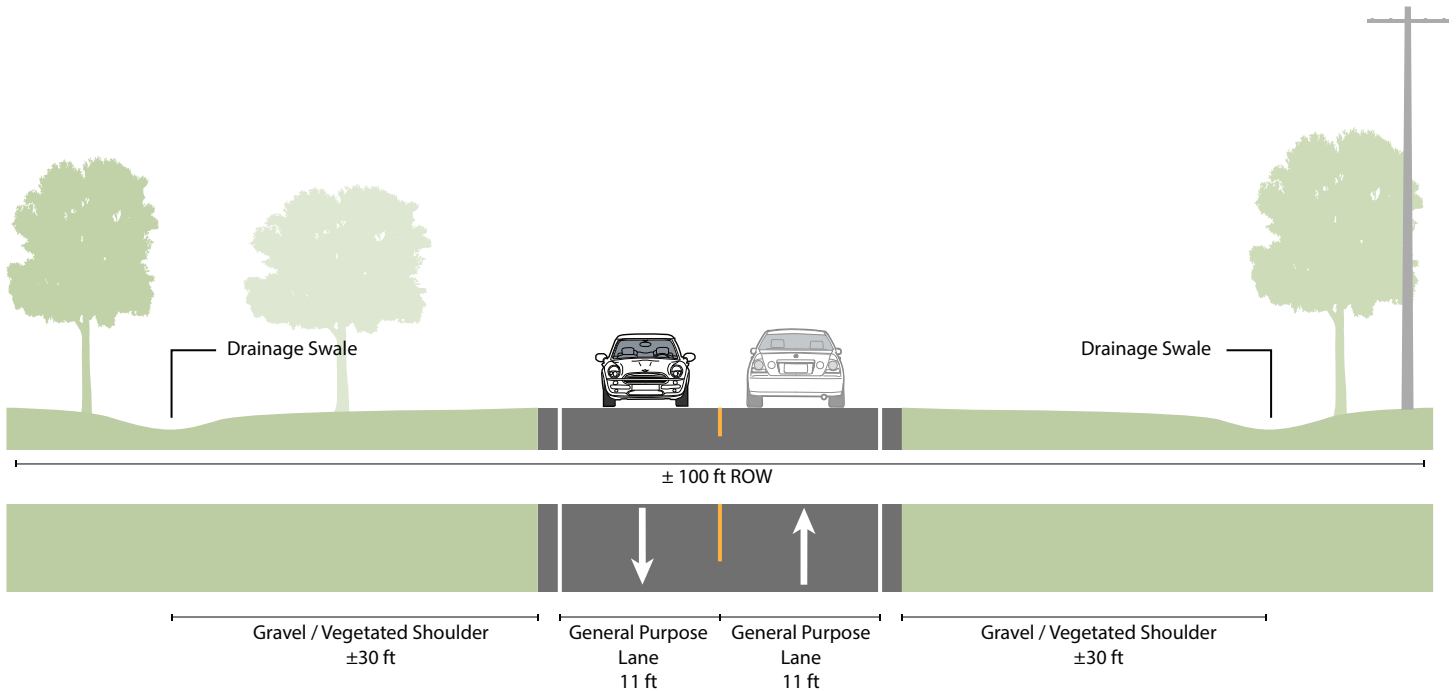 Drainage Swale
Drainage Swale
± 100 ft ROW
Gravel / Vegetated Shoulder
±30 ft
General Purpose
Lane
11 ft
General Purpose
Lane
11 ft
Gravel / Vegetated Shoulder
±30 ft